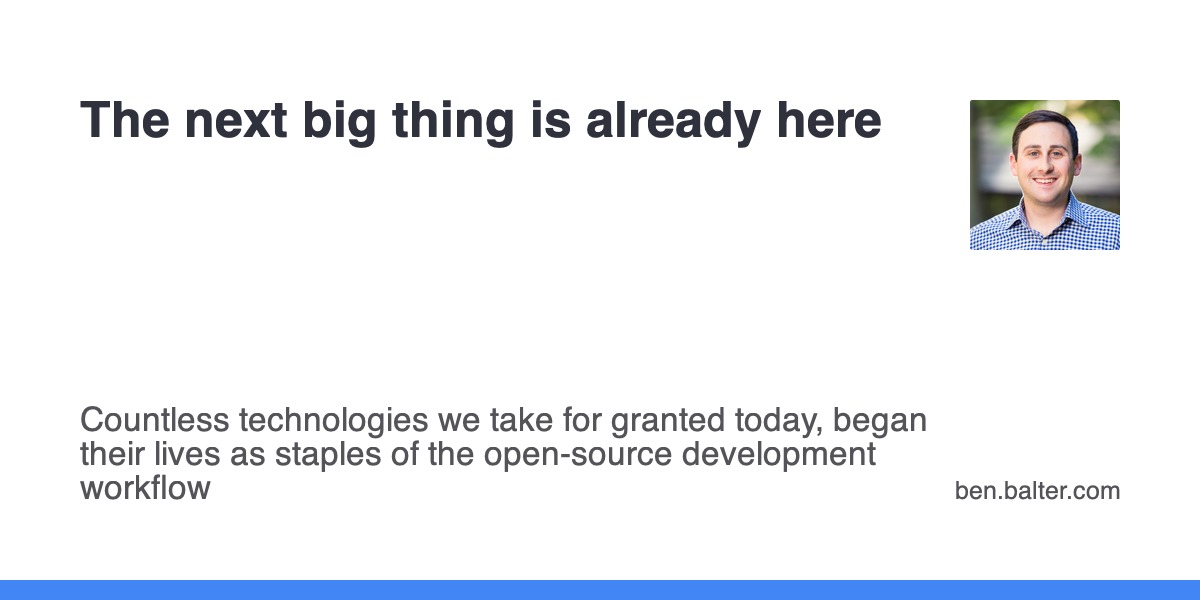 The next big thing is already here
Countless technologies we take for granted today, began
their lives as staples of the open-source development
workflow
ben.balter.com